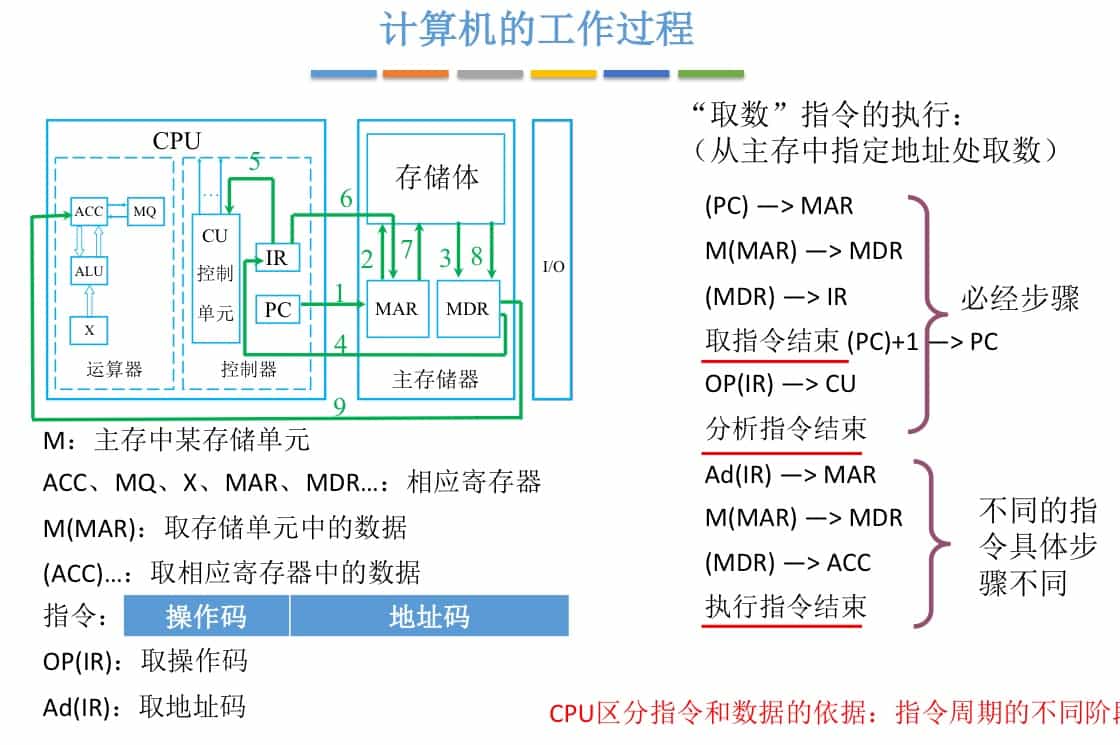 计算机的工作过程
CPU
5
ACC
MQ
ALU
X
运算器
…
CU
控制
单元
IR
PC
控制器
6
存储体
2
7
3
8
1
MAR
MDR
4
主存储器
9
I/O
M：主存中某存储单元
ACC、MQ、X、MAR、MDR…：相应寄存器
M(MAR)：取存储单元中的数据
(ACC)…：取相应寄存器中的数据
指令：
操作码
地址码
OP(IR)：取操作码
Ad(IR)：取地址码
“取数”指令的执行：
（从主存中指定地址处取数）
(PC) —> MAR
M(MAR) —> MDR
(MDR) —> IR
取指令结束 (PC)+1 —> PC
OP(IR) —> CU
分析指令结束
必经步骤
Ad(IR) —> MAR
M(MAR) —> MDR
(MDR) —> ACC
执行指令结束
不同的指
令具体步
骤不同
CPU区分指令和数据的依据：指令周期的不同阶段